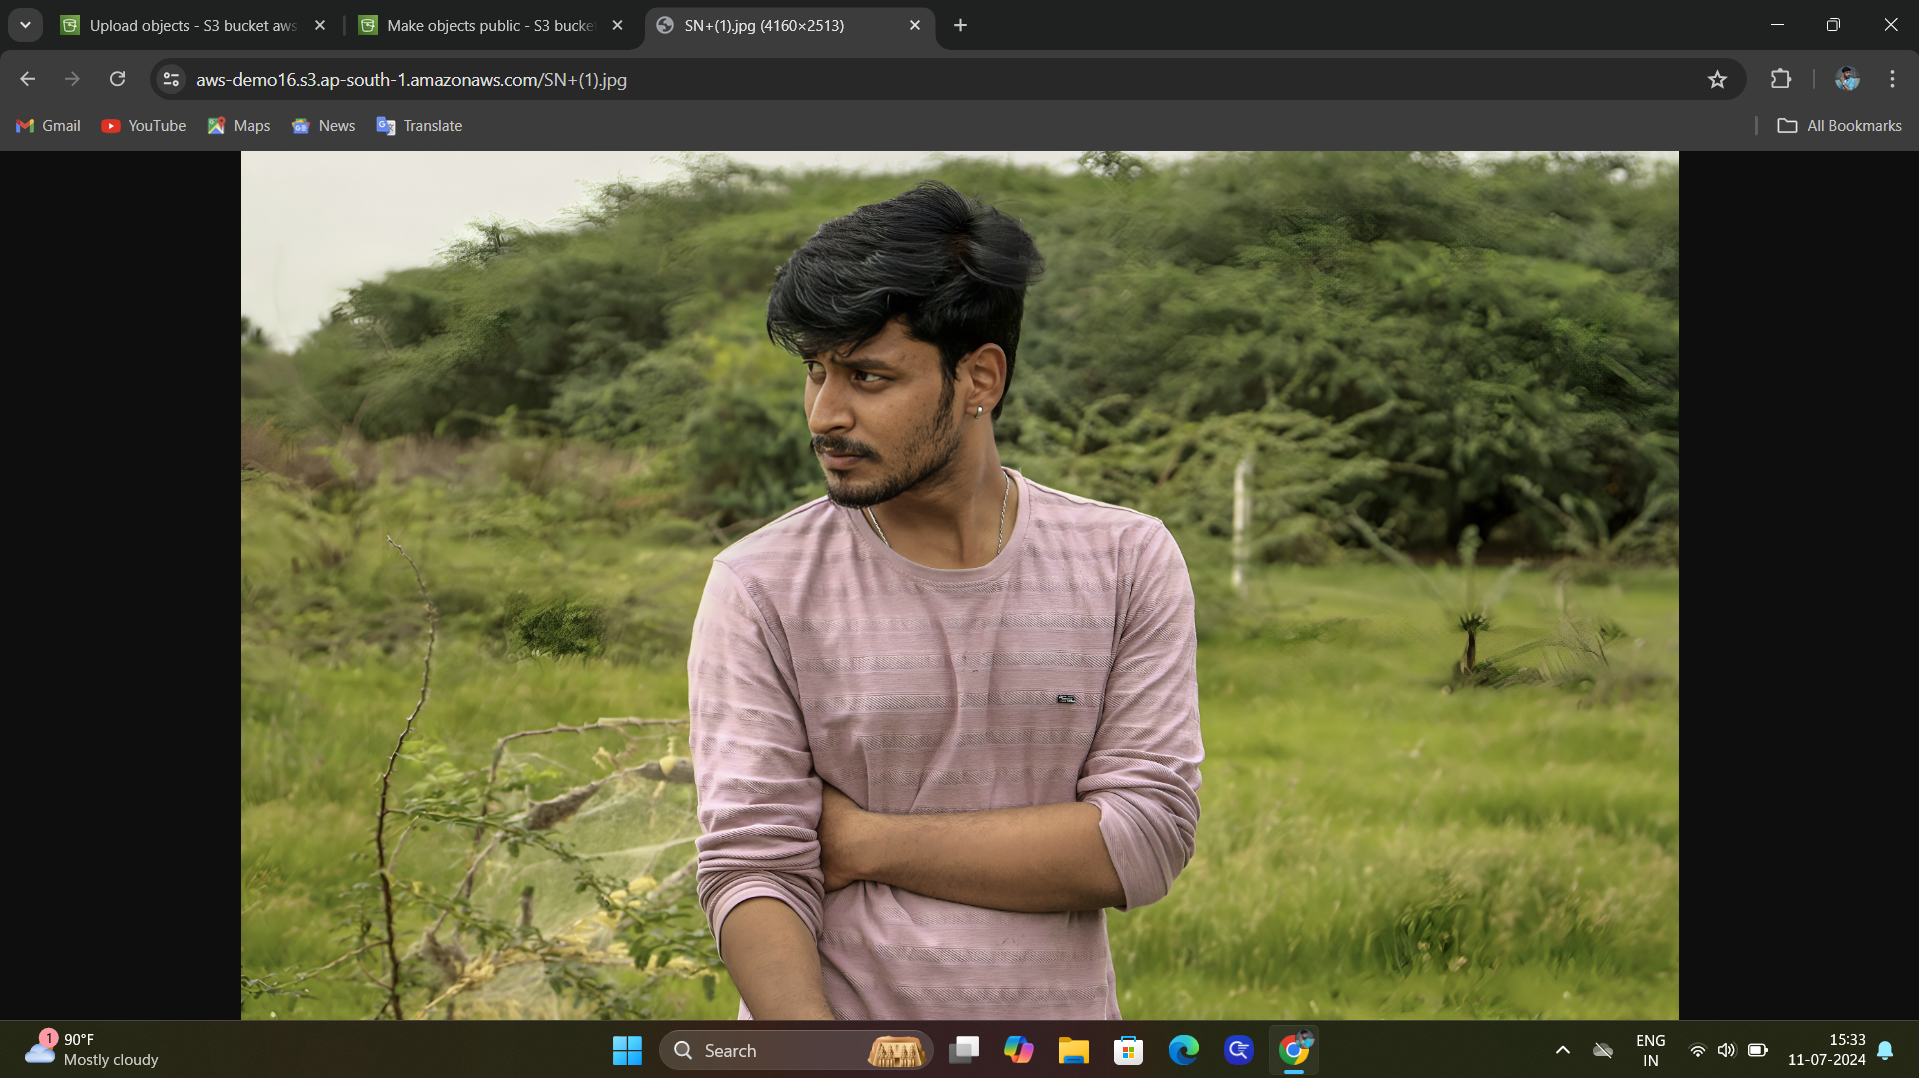 Upload objects - S3 bucket aws
Make objects public - S3 bucke
SN+(1).jpg (4160×2513)
aws-demo16.s3.ap-south-1.amazonaws.com/SN+(1).jpg
Gmail
YouTube
Maps
News
Translate
All Bookmarks
1
90°F
Mostly cloudy
Search
ENG
IN
15:33
11-07-2024